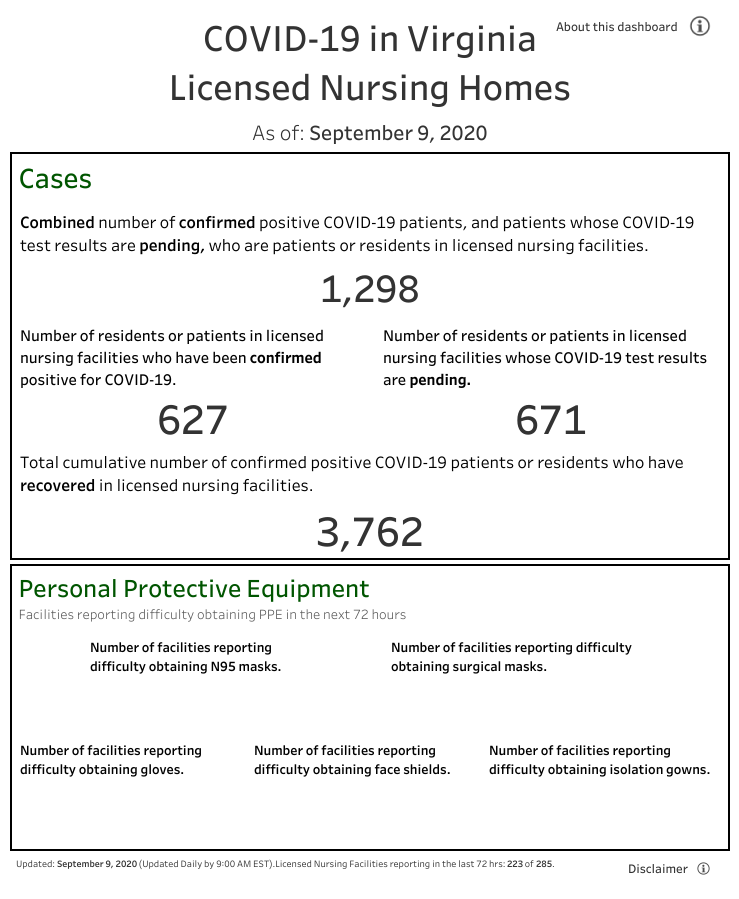 COVID-19 in Virginia
About this dashboard
Licensed Nursing Homes
As of: September 9, 2020
Cases
Combined number of confirmed positive COVID-19 patients, and patients whose COVID-19
test results are pending, who are patients or residents in licensed nursing facilities.
1,298
Number of residents or patients in licensed
nursing facilities who have been confirmed
positive for COVID-19.
627
Number of residents or patients in licensed
nursing facilities whose COVID-19 test results
are pending.
671
Total cumulative number of confirmed positive COVID-19 patients or residents who have
recovered in licensed nursing facilities.
3,762
Personal Protective Equipment
Facilities reporting difficulty obtaining PPE in the next 72 hours
Number of facilities reporting
difficulty obtaining N95 masks.
Number of facilities reporting difficulty
obtaining surgical masks.
Number of facilities reporting
difficulty obtaining gloves.
Number of facilities reporting
difficulty obtaining face shields.
Number of facilities reporting
difficulty obtaining isolation gowns.
Updated: September 9, 2020 (Updated Daily by 9:00 AM EST).Licensed Nursing Facilities reporting in the last 72 hrs: 223 of 285.
Disclaimer